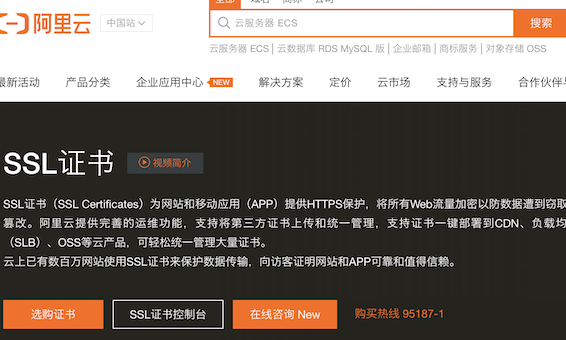 全部 域名 商标 公司
阿里云
中国站
云服务器 ECS
搜索
云服务器 ECS | 云数据库 RDS MySQL 版 | 企业邮箱 | 商标服务 | 对象存储 OSS
最新活动 产品分类 企业应用中心 NEW 解决方案 定价 云市场 支持与服务 合作伙伴与
SSL证书
视频简介
SSL证书（SSL Certificates）为网站和移动应用（APP）提供HTTPS保护，将所有Web流量加密以防数据遭到窃取
篡改。阿里云提供完善的运维功能，支持将第三方证书上传和统一管理，支持证书一键部署到CDN、负载均
（SLB）、OSS等云产品，可轻松统一管理大量证书。
云上已有数百万网站使用SSL证书来保护数据传输，向访客证明网站和APP可靠和值得信赖。
选购证书 SSL证书控制台 在线咨询 New 购买热线 95187-1